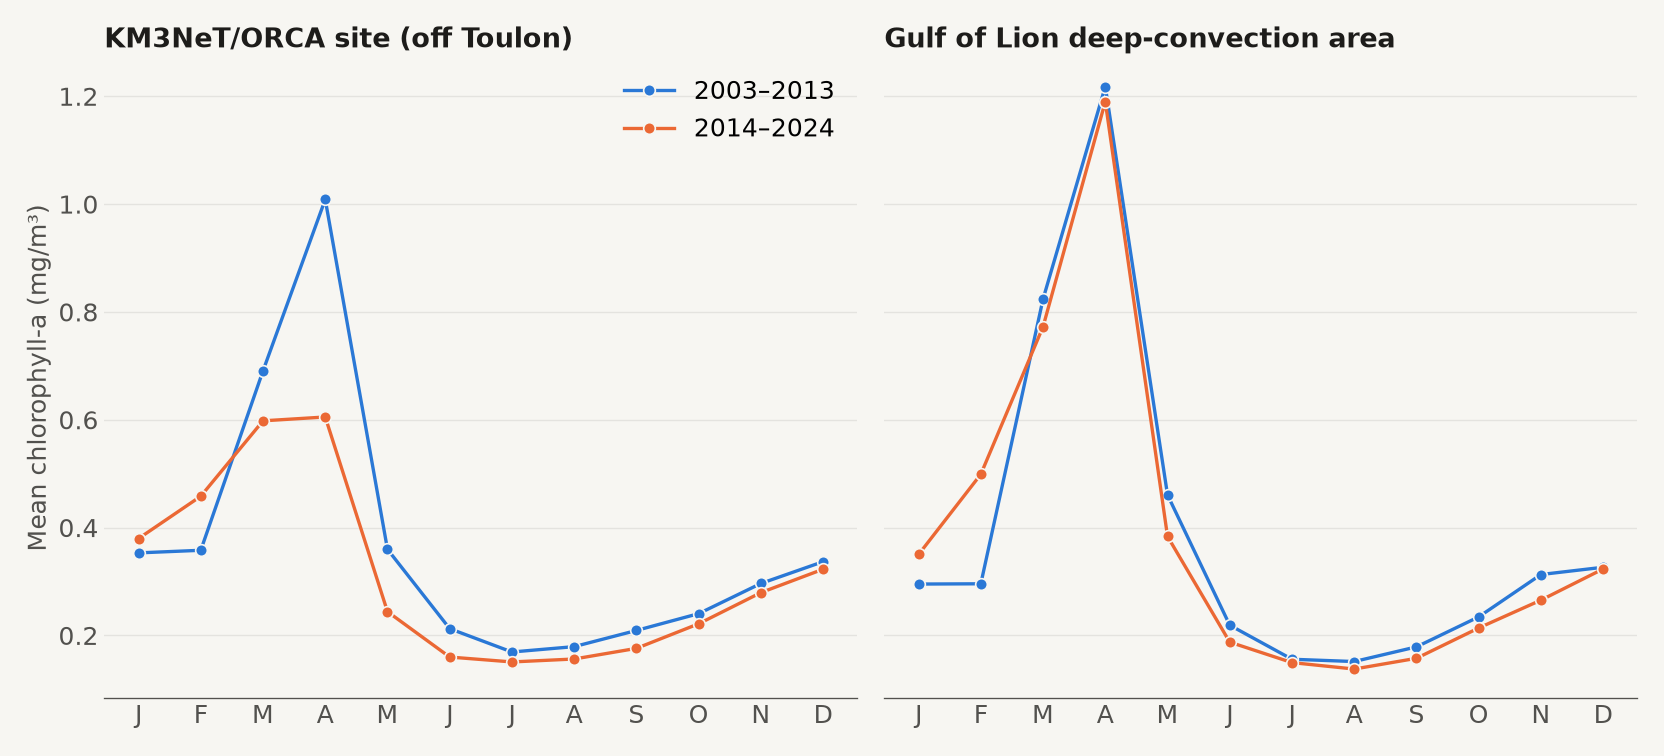 KM3NeT/ORCA site (off Toulon)
Gulf of Lion deep-convection area
2003–2013
2014–2024
Mean chlorophyll-a (mg/m³)
1.2
1.0
0.8
0.6
0.4
0.2
J F M A M J J A S O N D
J F M A M J J A S O N D